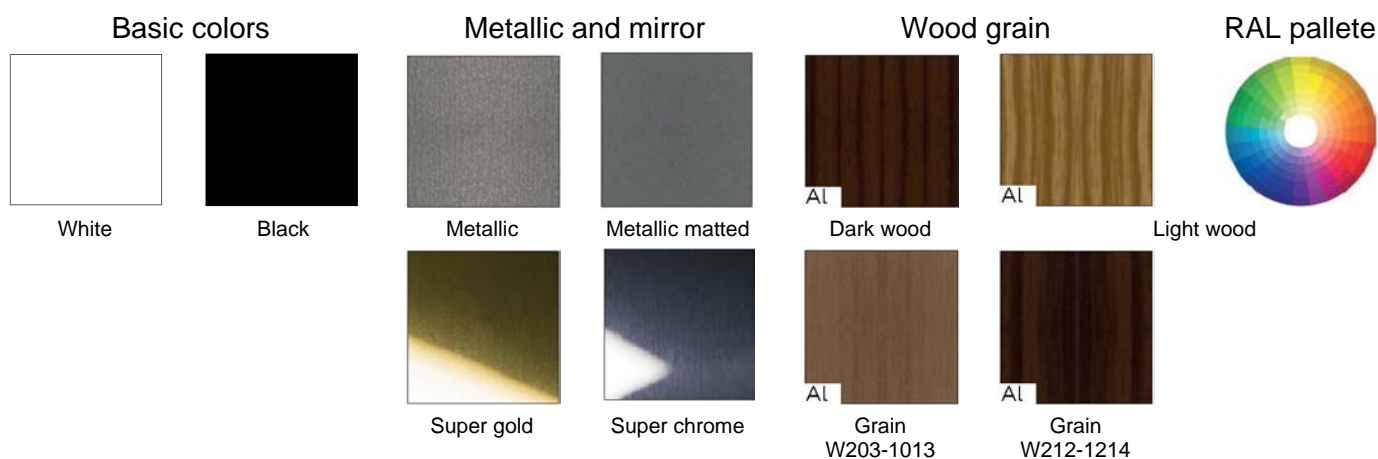 Basic colors
Metallic and mirror
Wood grain
RAL pallete
Al
Al
White
Black
Metallic
Metallic matted
Dark wood
Light wood
Al
Al
Super gold
Super chrome
Grain
W203-1013
Grain
W212-1214